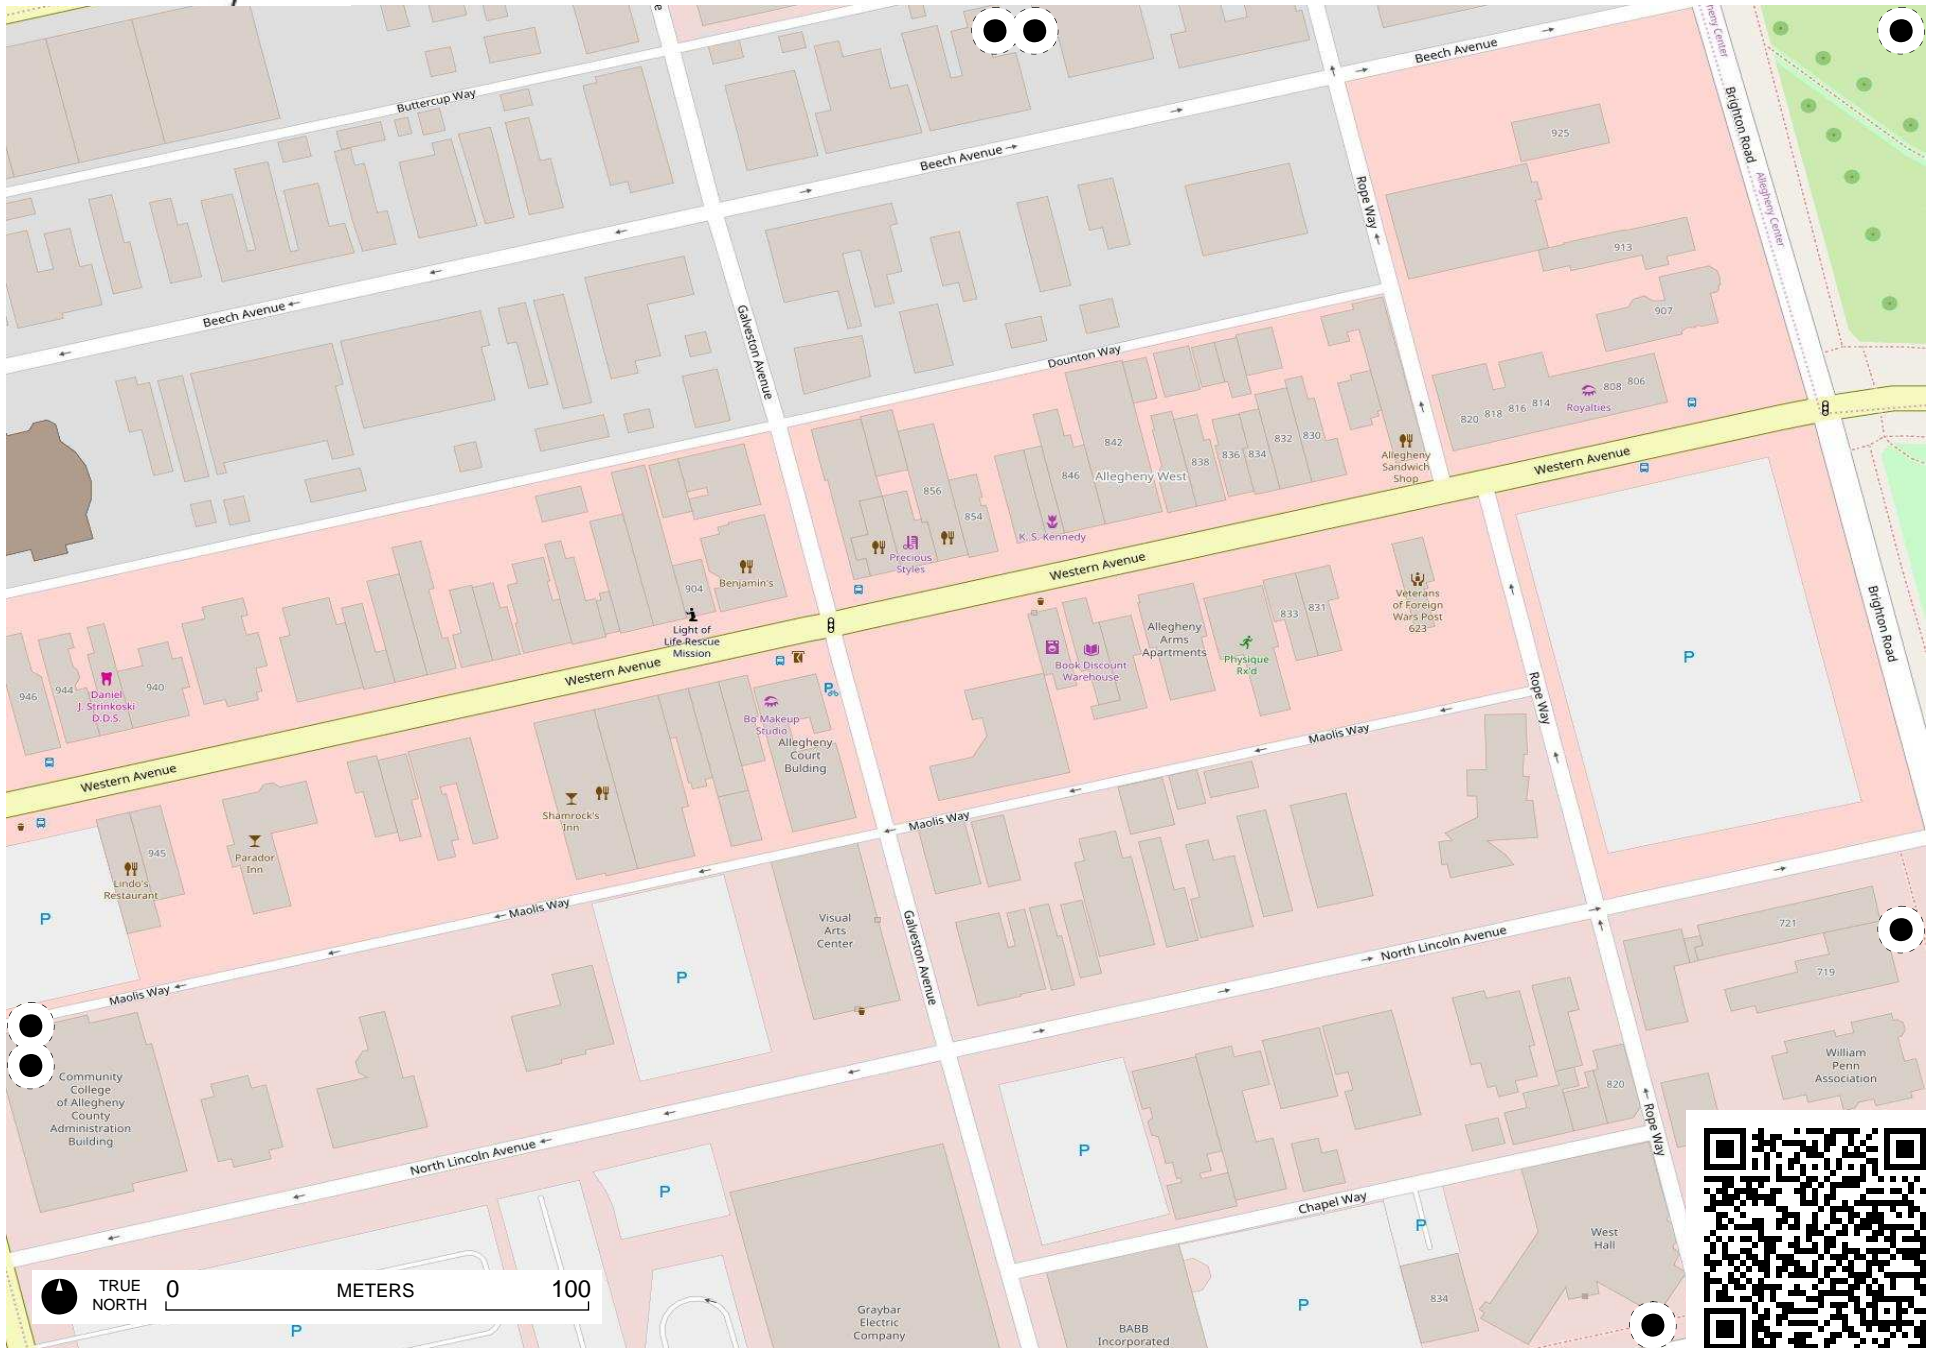 Beech Avenue
Allegheny Center
Buttercup Way
Brighton Road
925
Beech Avenue
Rope Way
Allegheny Center
913
Beech Avenue
Galveston Avenue
907
Dounton Way
820
818
816
814
808
806
Royalties
842
838
836
834
832
830
Allegheny
Sandwich
Shop
Western Avenue
846
Allegheny West
856
854
K. S. Kennedy
Precious
Styles
Western Avenue
Benjamin's
904
Light of
Life Rescue
Mission
Western Avenue
Veterans
of Foreign
Wars Post
623
833
831
Allegheny
Arms
Apartments
Physique
Rx'd
Book Discount
Warehouse
Brighton Road
P
946
944
940
Daniel
J. Strinkoski
D.D.S.
P
Bo Makeup
Studio
Allegheny
Court
Bulding
Rope Way
Maolis Way
Western Avenue
Shamrock's
Inn
Maolis Way
945
Parador
Inn
Lindo's
Restaurant
P
Maolis Way
Visual
Arts
Center
Galveston Avenue
North Lincoln Avenue
721
719
P
Maolis Way
Community
College
of Allegheny
County
Administration
Building
William
Penn
Association
820
Rope Way
North Lincoln Avenue
P
P
Chapel Way
P
West
Hall
TRUE
NORTH
0 METERS 100
P
Graybar
Electric
Company
BABB
Incorporated
P
834